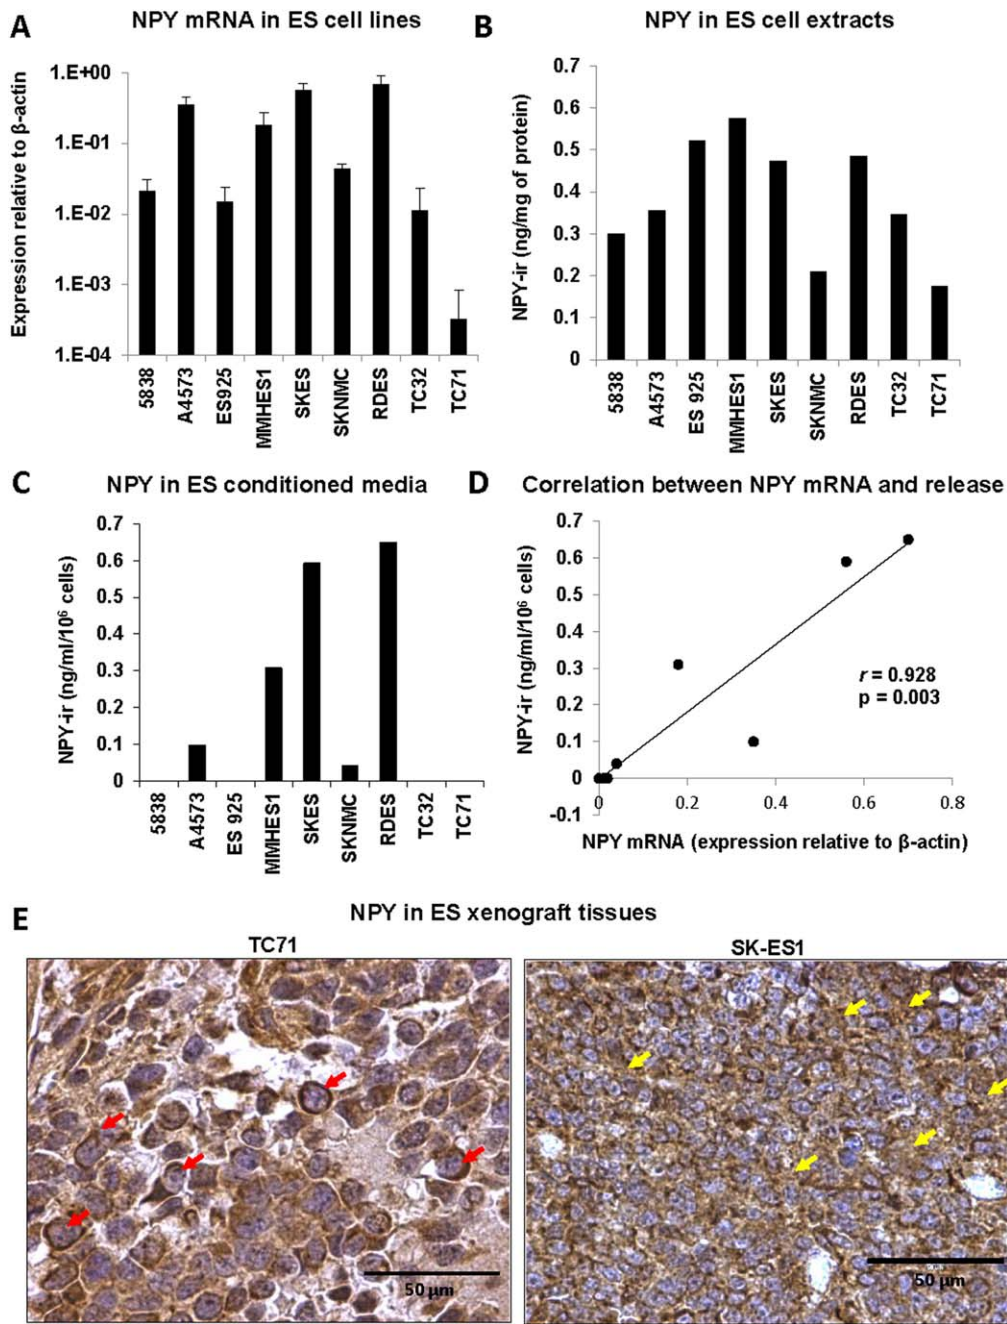 A
NPY mRNA in ES cell lines
Expression relative to β-actin
1.E+00
1.E-01
1.E-02
1.E-03
1.E-04
5838
A4573
ES925
MMHES1
SKES
SKNMC
RDES
TC32
TC71
B
NPY in ES cell extracts
NPY-ir (ng/mg of protein)
0.7
0.6
0.5
0.4
0.3
0.2
0.1
0
5838
A4573
ES 925
MMHES1
SKES
SKNMC
RDES
TC32
TC71
C
NPY in ES conditioned media
NPY-ir (ng/ml/10⁶ cells)
0.7
0.6
0.5
0.4
0.3
0.2
0.1
0
5838
A4573
ES 925
MMHES1
SKES
SKNMC
RDES
TC32
TC71
D
Correlation between NPY mRNA and release
NPY-ir (ng/ml/10⁶ cells)
0.7
0.6
0.5
0.4
0.3
0.2
0.1
0
-0.1
r = 0.928
p = 0.003
0
0.2
0.4
0.6
0.8
NPY mRNA (expression relative to β-actin)
E
NPY in ES xenograft tissues
TC71
SK-ES1
50 µm
50 µm